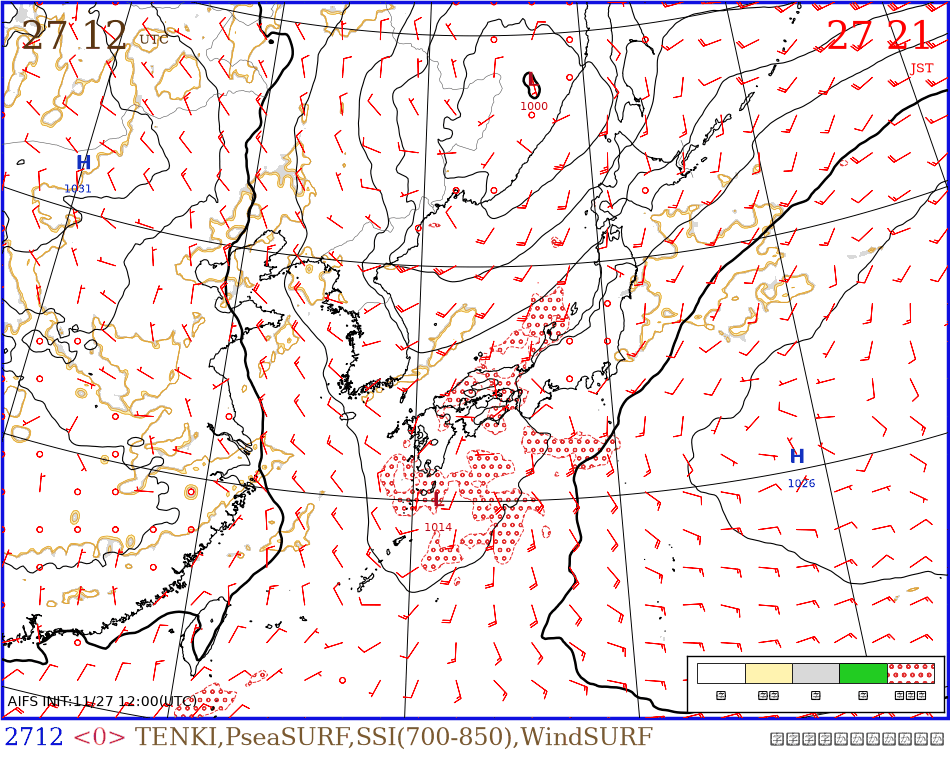 27 12 UTC
27 21 JST
L
1000
H
1031
H
1026
L
1014
AIFS INIT:11/27 12:00(UTC)
2712 <0> TENKI,PseaSURF,SSI(700-850),WindSURF